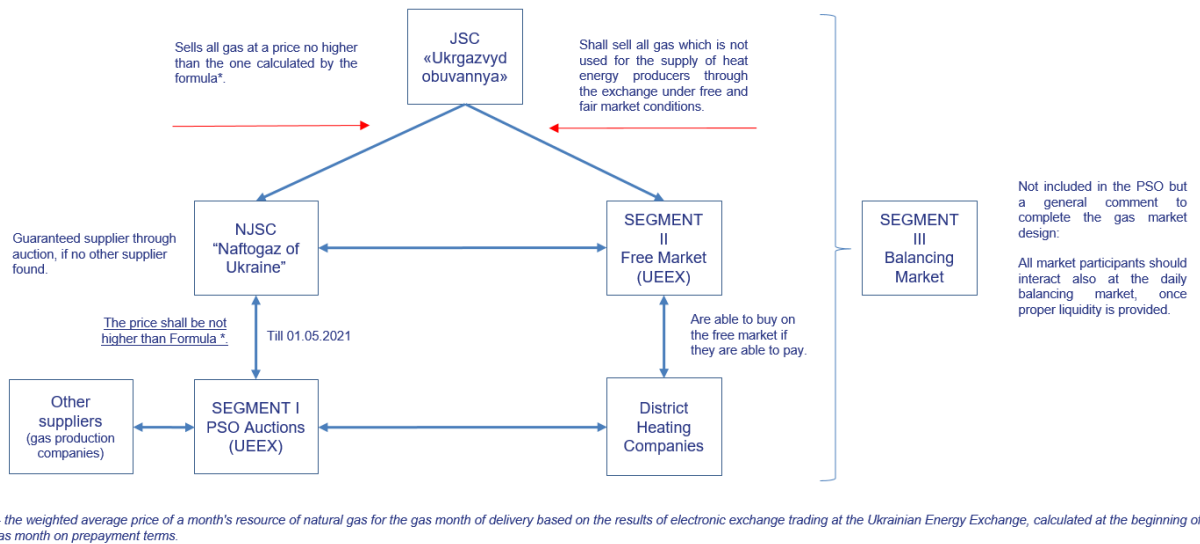 Sells all gas at a price no higher
than the one calculated by the
formula*.
JSC
«Ukrgazvyd
obuvannya»
Shall sell all gas which is not
used for the supply of heat
energy producers through
the exchange under free and
fair market conditions.
Guaranteed supplier through
auction, if no other supplier
found.
NJSC
“Naftogaz of
Ukraine”
SEGMENT
II
Free Market
(UEEX)
SEGMENT
III
Balancing
Market
Not included in the PSO but
a general comment to
complete the gas market
design:
All market participants should
interact also at the daily
balancing market, once
proper liquidity is provided.
The price shall be not
higher than Formula *.
Till 01.05.2021
Are able to buy on
the free market if
they are able to pay.
Other
suppliers
(gas production
companies)
SEGMENT I
PSO Auctions
(UEEX)
District
Heating
Companies
- the weighted average price of a month's resource of natural gas for the gas month of delivery based on the results of electronic exchange trading at the Ukrainian Energy Exchange, calculated at the beginning of
gas month on prepayment terms.